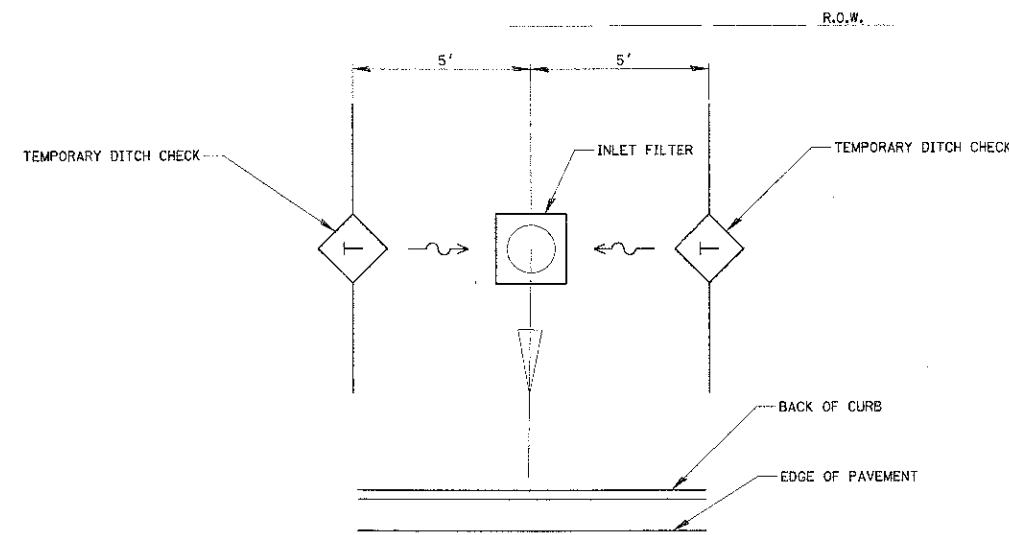 R.O.W.
5'
5'
TEMPORARY DITCH CHECK
INLET FILTER
TEMPORARY DITCH CHECK
T
T
BACK OF CURB
EDGE OF PAVEMENT